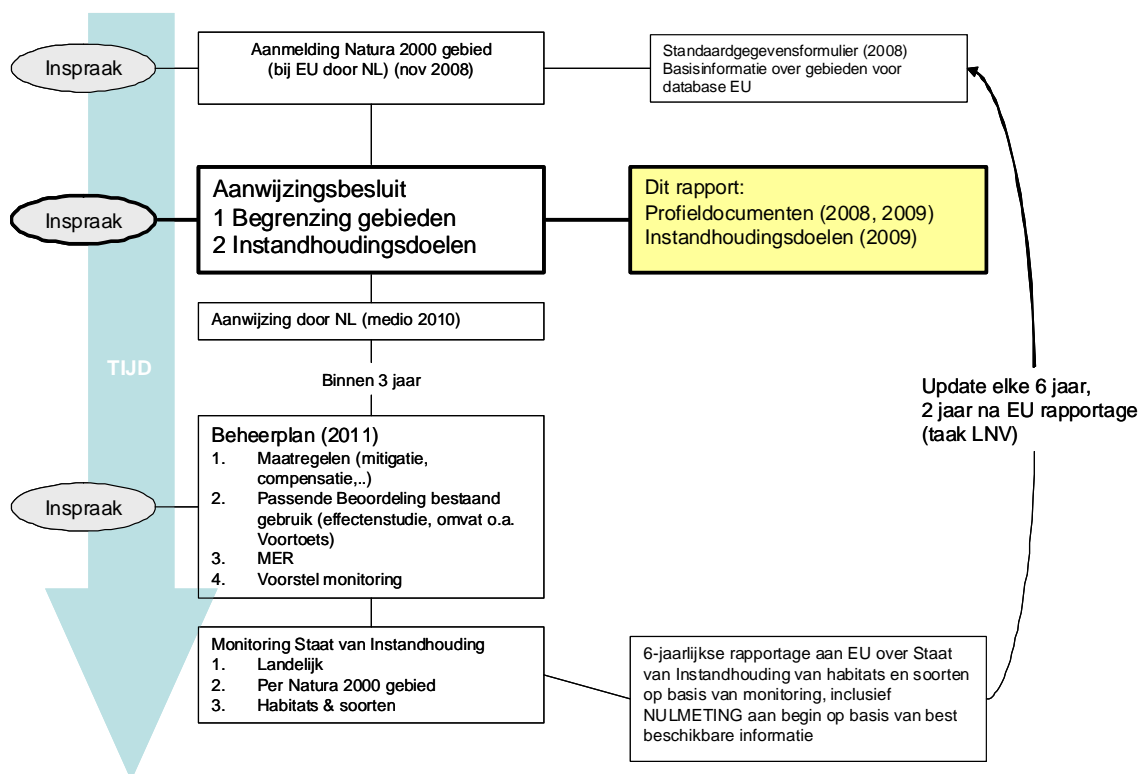 Inspraak
Aanmelding Natura 2000 gebied
(bij EU door NL) (nov 2008)
Standaardgegevensformulier (2008)
Basisinformatie over gebieden voor
database EU
Inspraak
Aanwijzingsbesluit
1 Begrenzing gebieden
2 Instandhoudingsdoelen
Dit rapport:
Profieldocumenten (2008, 2009)
Instandhoudingsdoelen (2009)
Aanwijzing door NL (medio 2010)
TIJD
Binnen 3 jaar
Update elke 6 jaar,
2 jaar na EU rapportage
(taak LNV)
Inspraak
Beheerplan (2011)
1. Maatregelen (mitigatie,
compensatie,..)
2. Passende Beoordeling bestaand
gebruik (effectenstudie, omvat o.a.
Voortoets)
3. MER
4. Voorstel monitoring
Monitoring Staat van Instandhouding
1. Landelijk
2. Per Natura 2000 gebied
3. Habitats & soorten
6-jaarlijkse rapportage aan EU over Staat
van Instandhouding van habitats en soorten
op basis van monitoring, inclusief
NULMETING aan begin op basis van best
beschikbare informatie